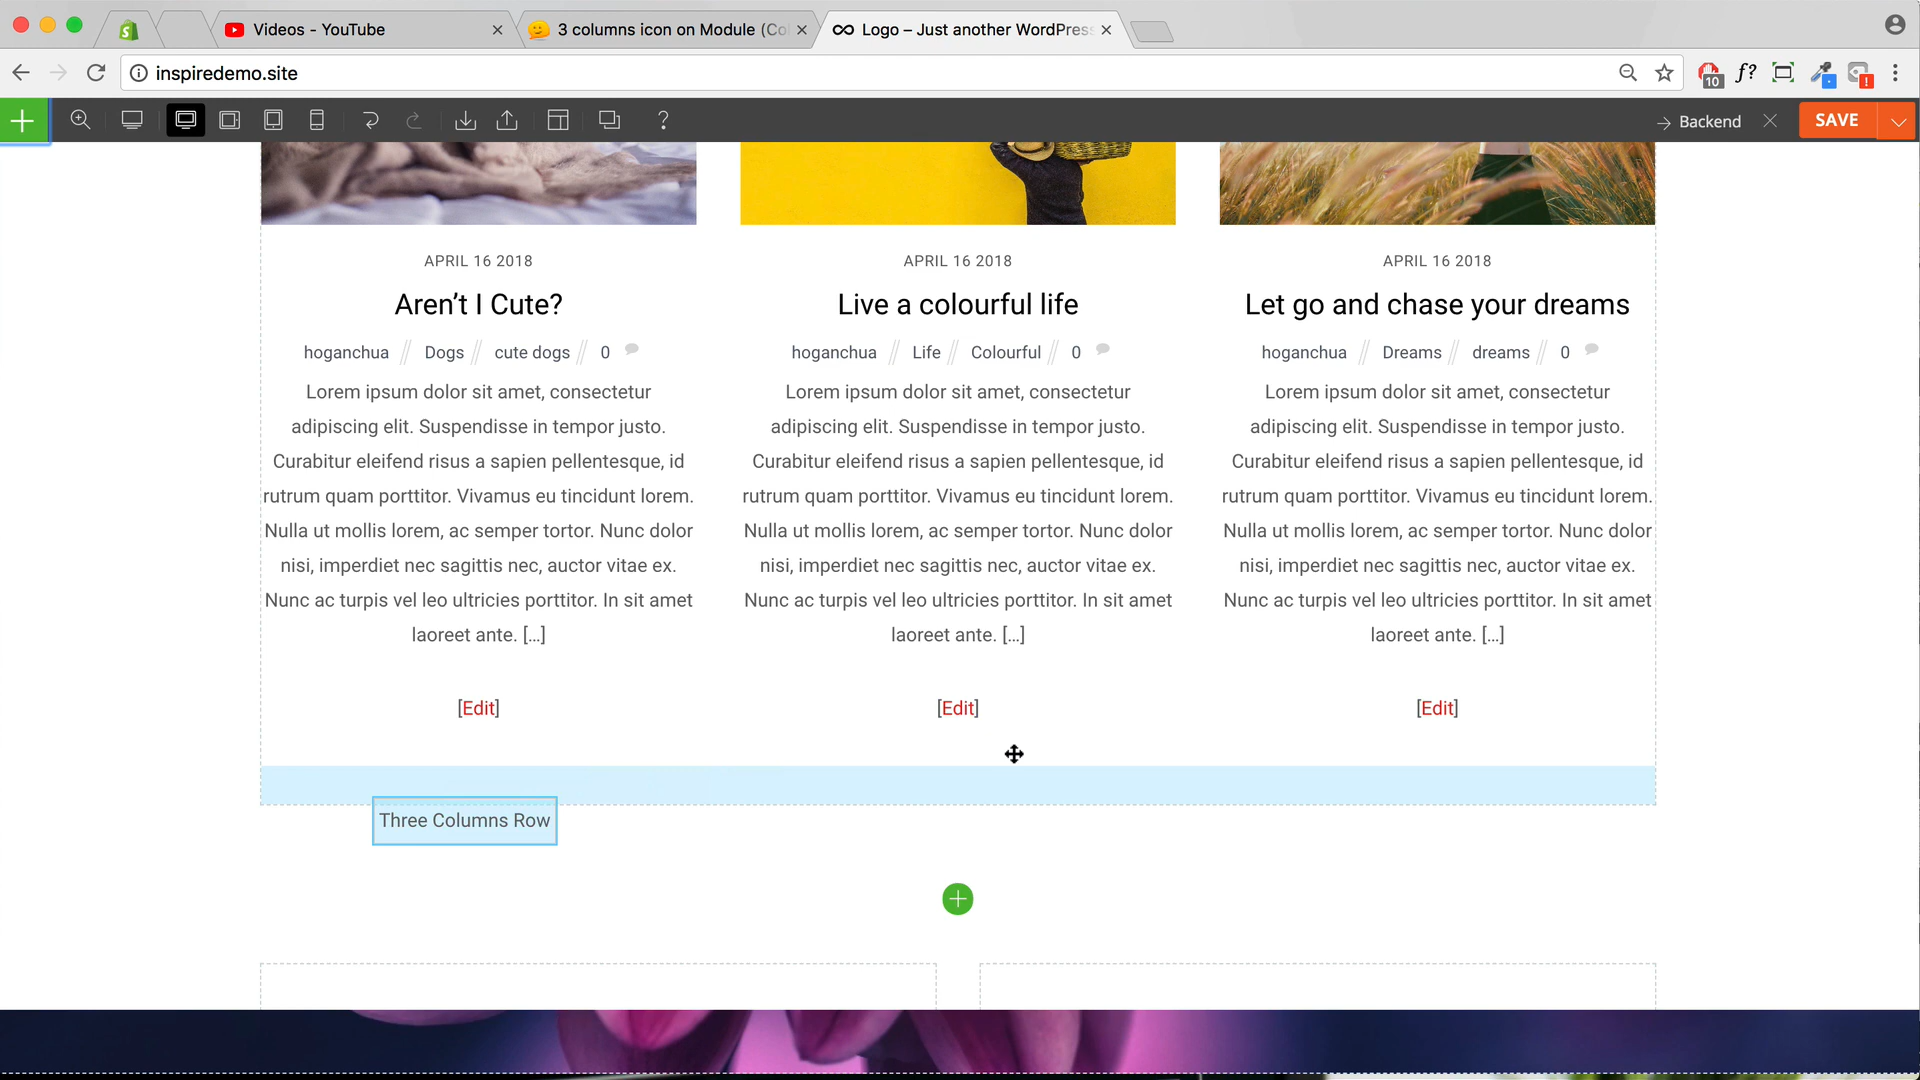 Videos - YouTube
3 columns icon on Module (Co
Logo – Just another WordPres
inspiredemo.site
10
f?
!
?
Backend
SAVE
APRIL 16 2018
Aren’t I Cute?
hoganchua // Dogs // cute dogs // 0
Lorem ipsum dolor sit amet, consectetur
adipiscing elit. Suspendisse in tempor justo.
Curabitur eleifend risus a sapien pellentesque, id
rutrum quam porttitor. Vivamus eu tincidunt lorem.
Nulla ut mollis lorem, ac semper tortor. Nunc dolor
nisi, imperdiet nec sagittis nec, auctor vitae ex.
Nunc ac turpis vel leo ultricies porttitor. In sit amet
laoreet ante. [...]
[Edit]
APRIL 16 2018
Live a colourful life
hoganchua // Life // Colourful // 0
Lorem ipsum dolor sit amet, consectetur
adipiscing elit. Suspendisse in tempor justo.
Curabitur eleifend risus a sapien pellentesque, id
rutrum quam porttitor. Vivamus eu tincidunt lorem.
Nulla ut mollis lorem, ac semper tortor. Nunc dolor
nisi, imperdiet nec sagittis nec, auctor vitae ex.
Nunc ac turpis vel leo ultricies porttitor. In sit amet
laoreet ante. [...]
[Edit]
APRIL 16 2018
Let go and chase your dreams
hoganchua // Dreams // dreams // 0
Lorem ipsum dolor sit amet, consectetur
adipiscing elit. Suspendisse in tempor justo.
Curabitur eleifend risus a sapien pellentesque, id
rutrum quam porttitor. Vivamus eu tincidunt lorem.
Nulla ut mollis lorem, ac semper tortor. Nunc dolor
nisi, imperdiet nec sagittis nec, auctor vitae ex.
Nunc ac turpis vel leo ultricies porttitor. In sit amet
laoreet ante. [...]
[Edit]
Three Columns Row